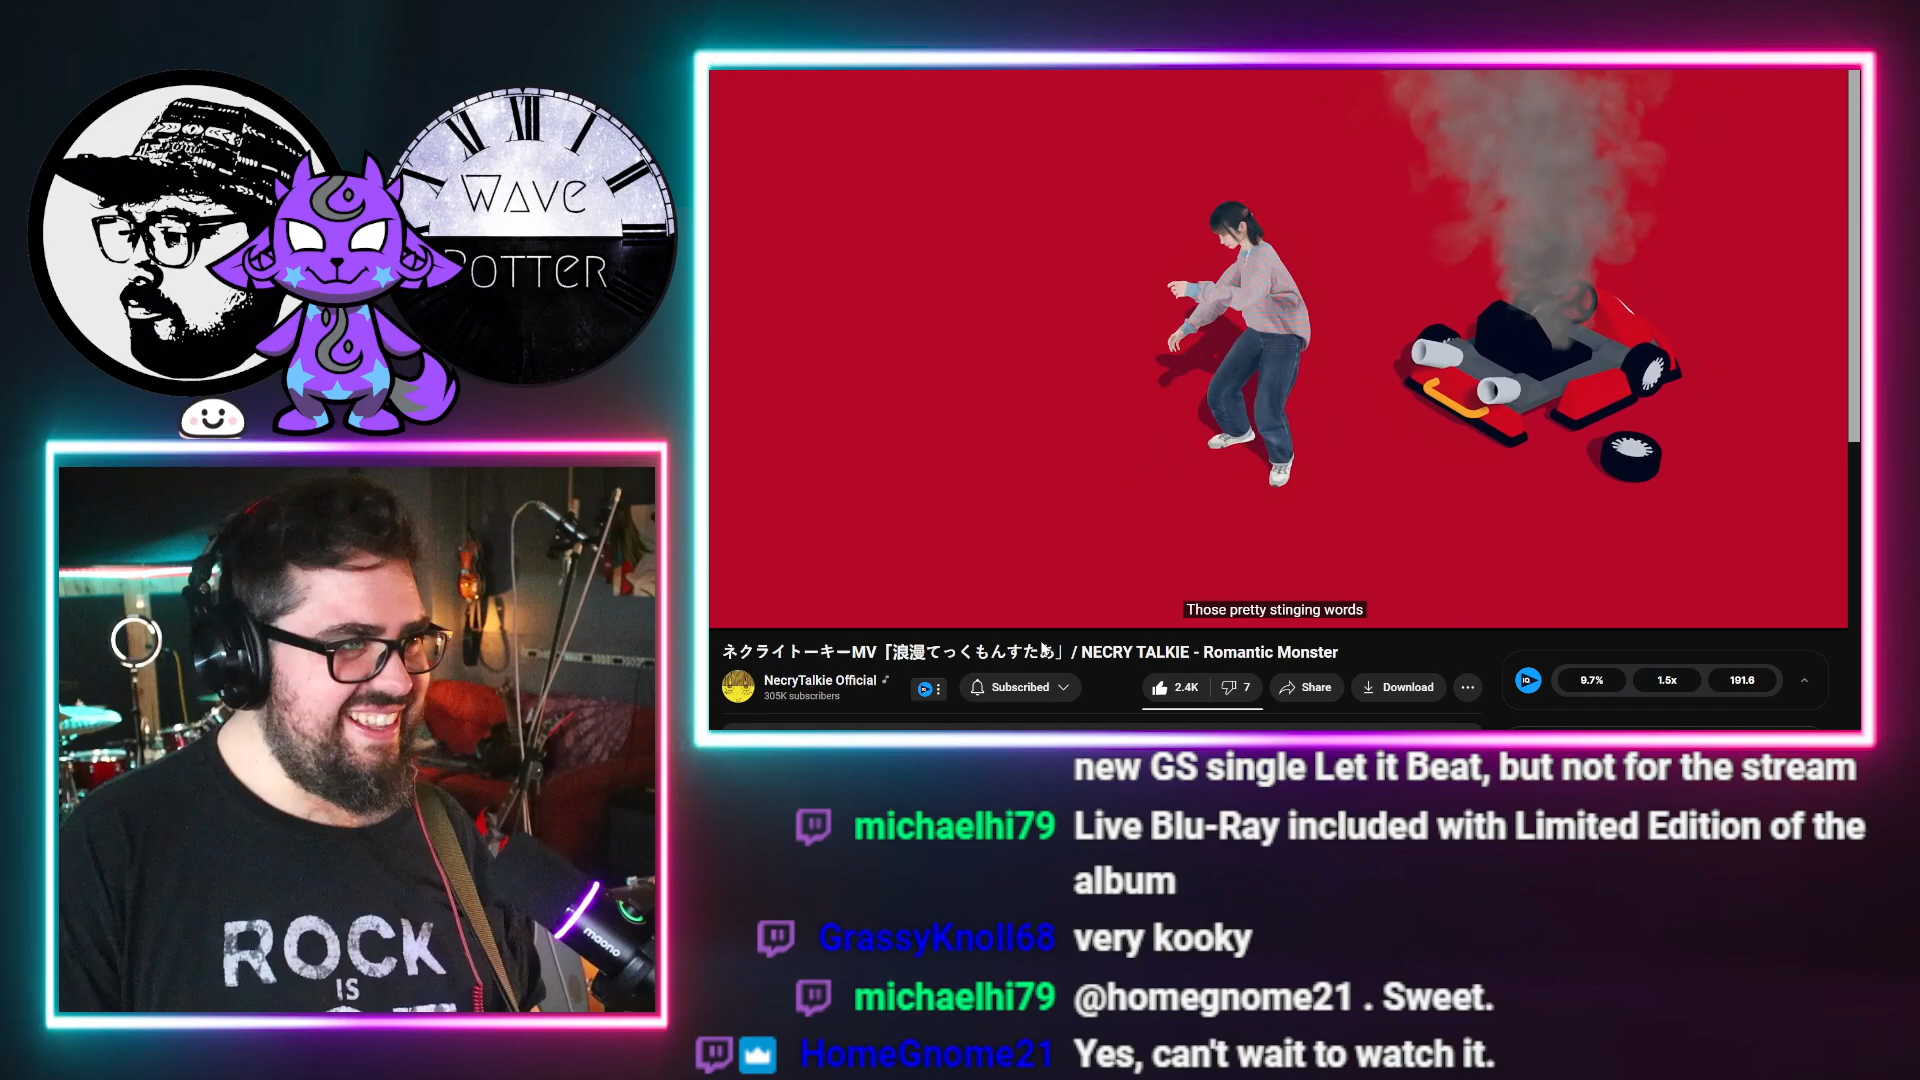 WAVE
POTTER
Those pretty stinging words
ネクライトーキーMV「浪漫てっくもんすたあ」/ NECRY TALKIE - Romantic Monster
NecryTalkie Official
305K subscribers
Subscribed
2.4K
7
Share
Download
IQ
9.7%
1.5x
191.6
new GS single Let it Beat, but not for the stream
michaelhi79 Live Blu-Ray included with Limited Edition of the
album
GrassyKnoll68 very kooky
michaelhi79 @homegnome21 . Sweet.
HomeGnome21 Yes, can't wait to watch it.
maono
ROCK
IS